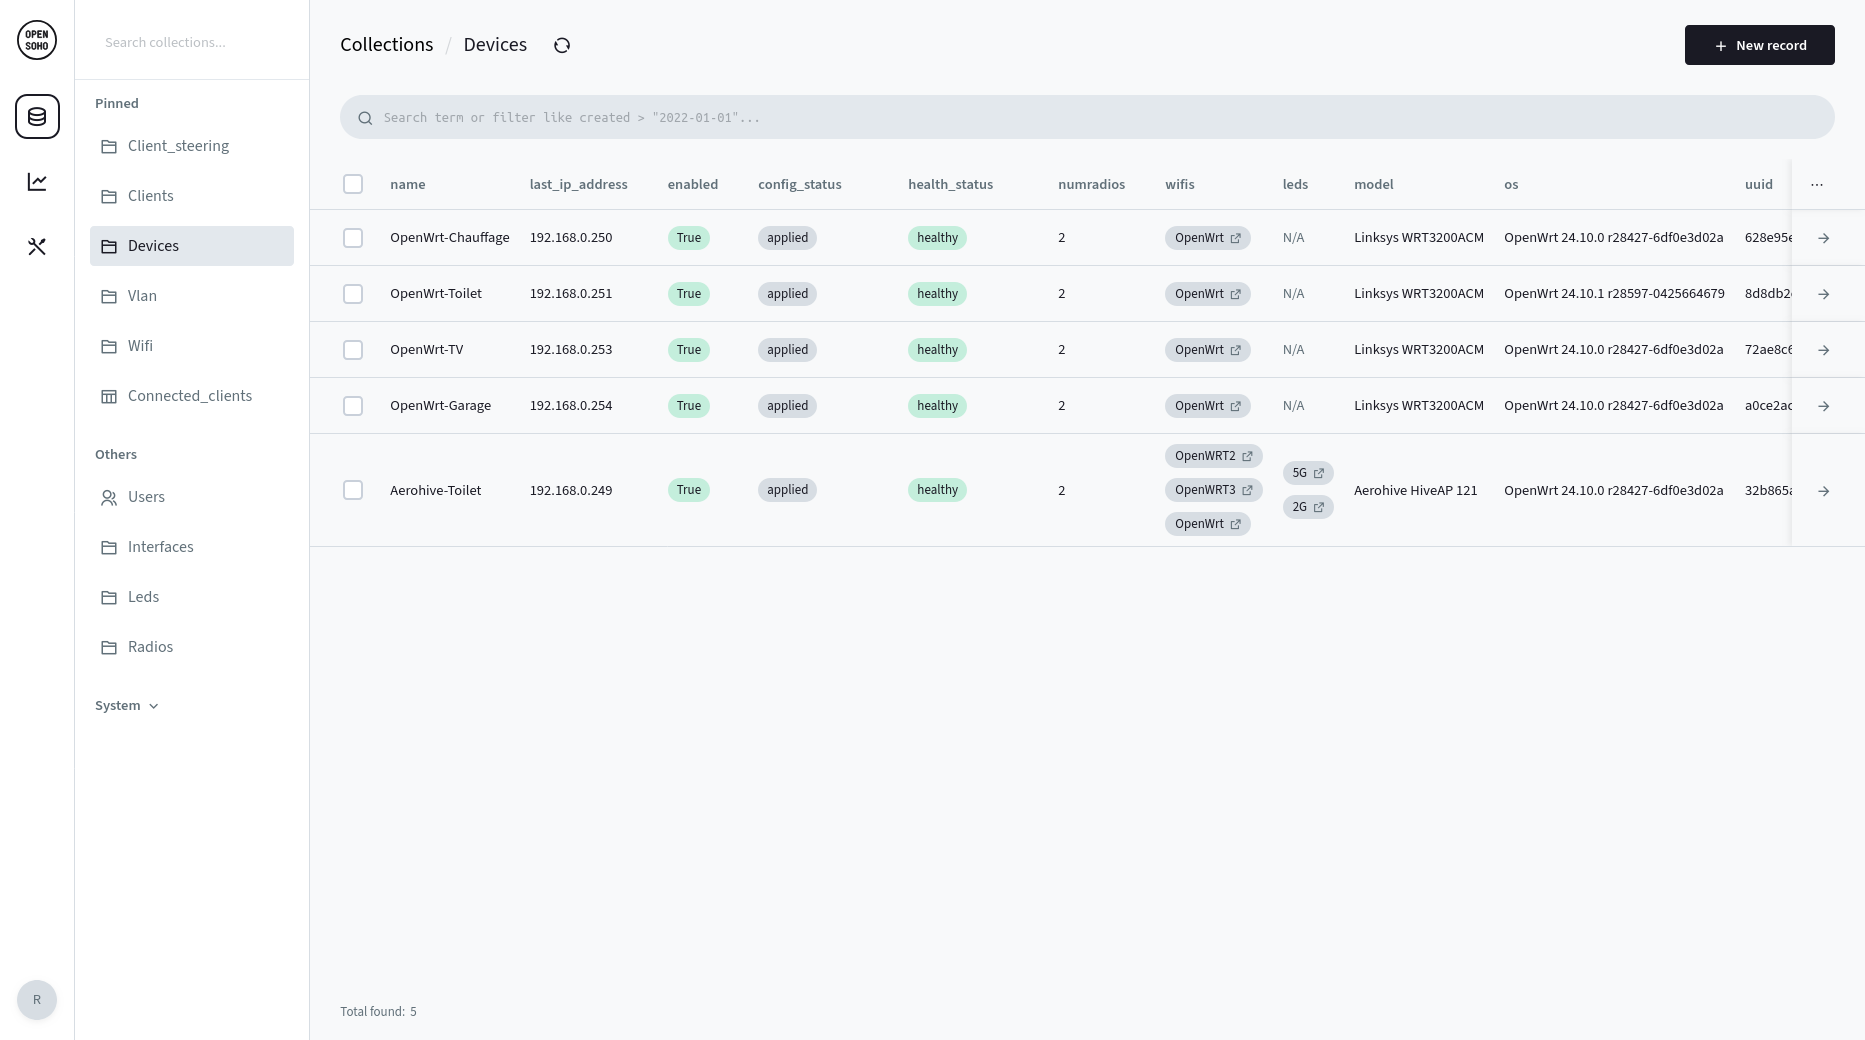 OPEN
SOHO
Search collections...
Pinned
Client_steering
Clients
Devices
Vlan
Wifi
Connected_clients
Others
Users
Interfaces
Leds
Radios
System
R
Collections / Devices
New record
Search term or filter like created > "2022-01-01"...
name last_ip_address enabled config_status health_status numradios wifis leds model os uuid ...
OpenWrt-Chauffage 192.168.0.250 True applied healthy 2 OpenWrt N/A Linksys WRT3200ACM OpenWrt 24.10.0 r28427-6df0e3d02a 628e95e
OpenWrt-Toilet 192.168.0.251 True applied healthy 2 OpenWrt N/A Linksys WRT3200ACM OpenWrt 24.10.1 r28597-0425664679 8d8db2
OpenWrt-TV 192.168.0.253 True applied healthy 2 OpenWrt N/A Linksys WRT3200ACM OpenWrt 24.10.0 r28427-6df0e3d02a 72ae8c6
OpenWrt-Garage 192.168.0.254 True applied healthy 2 OpenWrt N/A Linksys WRT3200ACM OpenWrt 24.10.0 r28427-6df0e3d02a a0ce2ac
Aerohive-Toilet 192.168.0.249 True applied healthy 2 OpenWRT2 OpenWRT3 OpenWrt 5G 2G Aerohive HiveAP 121 OpenWrt 24.10.0 r28427-6df0e3d02a 32b865a
Total found: 5